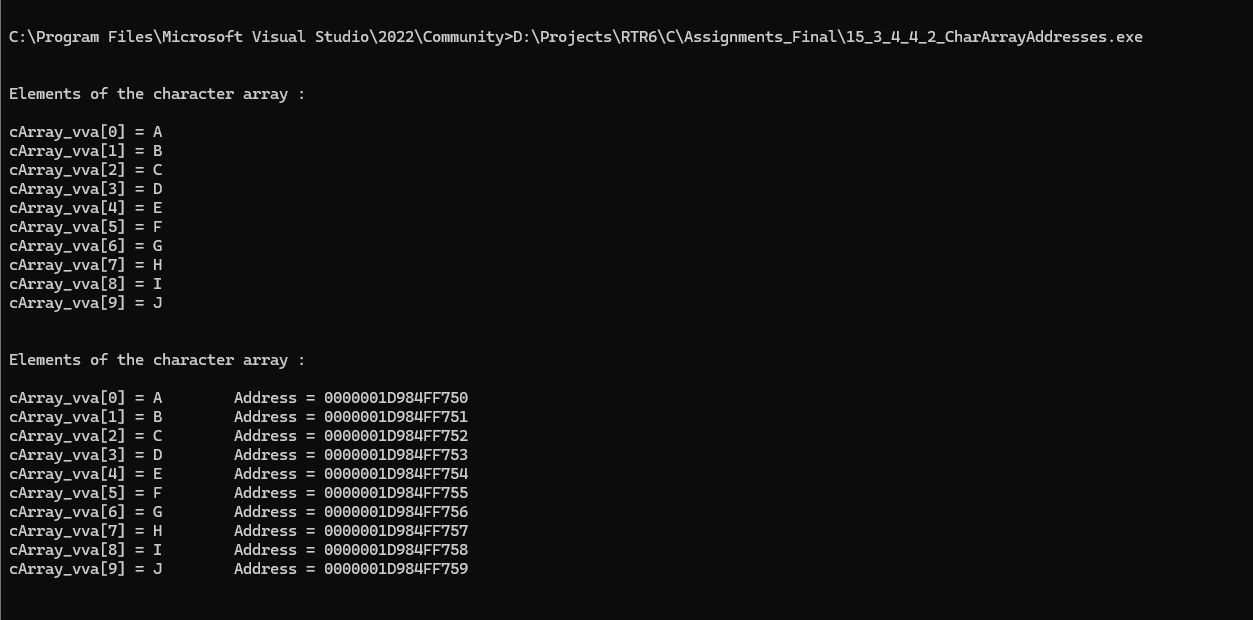 C:\Program Files\Microsoft Visual Studio\2022\Community>D:\Projects\RTR6\C\Assignments_Final\15_3_4_4_2_CharArrayAddresses.exe
Elements of the character array :
cArray_vva[0] = A
cArray_vva[1] = B
cArray_vva[2] = C
cArray_vva[3] = D
cArray_vva[4] = E
cArray_vva[5] = F
cArray_vva[6] = G
cArray_vva[7] = H
cArray_vva[8] = I
cArray_vva[9] = J
Elements of the character array :
cArray_vva[0] = A        Address = 0000001D984FF750
cArray_vva[1] = B        Address = 0000001D984FF751
cArray_vva[2] = C        Address = 0000001D984FF752
cArray_vva[3] = D        Address = 0000001D984FF753
cArray_vva[4] = E        Address = 0000001D984FF754
cArray_vva[5] = F        Address = 0000001D984FF755
cArray_vva[6] = G        Address = 0000001D984FF756
cArray_vva[7] = H        Address = 0000001D984FF757
cArray_vva[8] = I        Address = 0000001D984FF758
cArray_vva[9] = J        Address = 0000001D984FF759